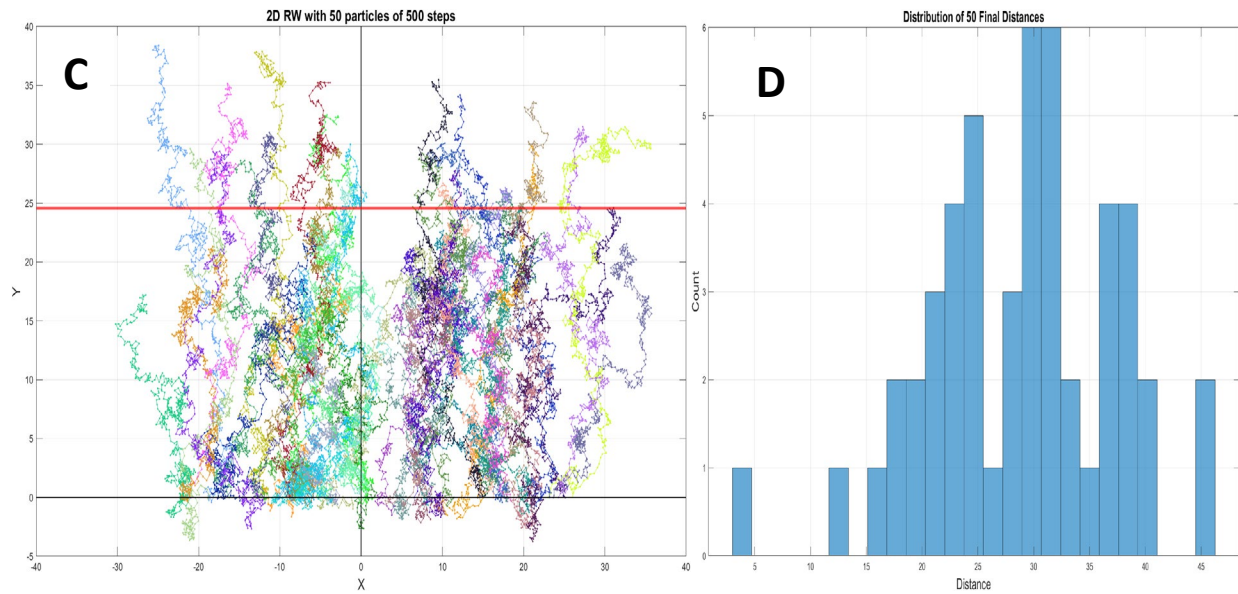 2D RW with 50 particles of 500 steps
C
40
35
30
25
20
15
10
5
0
-5
Y
-40 -30 -20 -10 0 10 20 30 40
X
Distribution of 50 Final Distances
D
6
5
4
3
2
1
0
Count
5 10 15 20 25 30 35 40 45
Distance